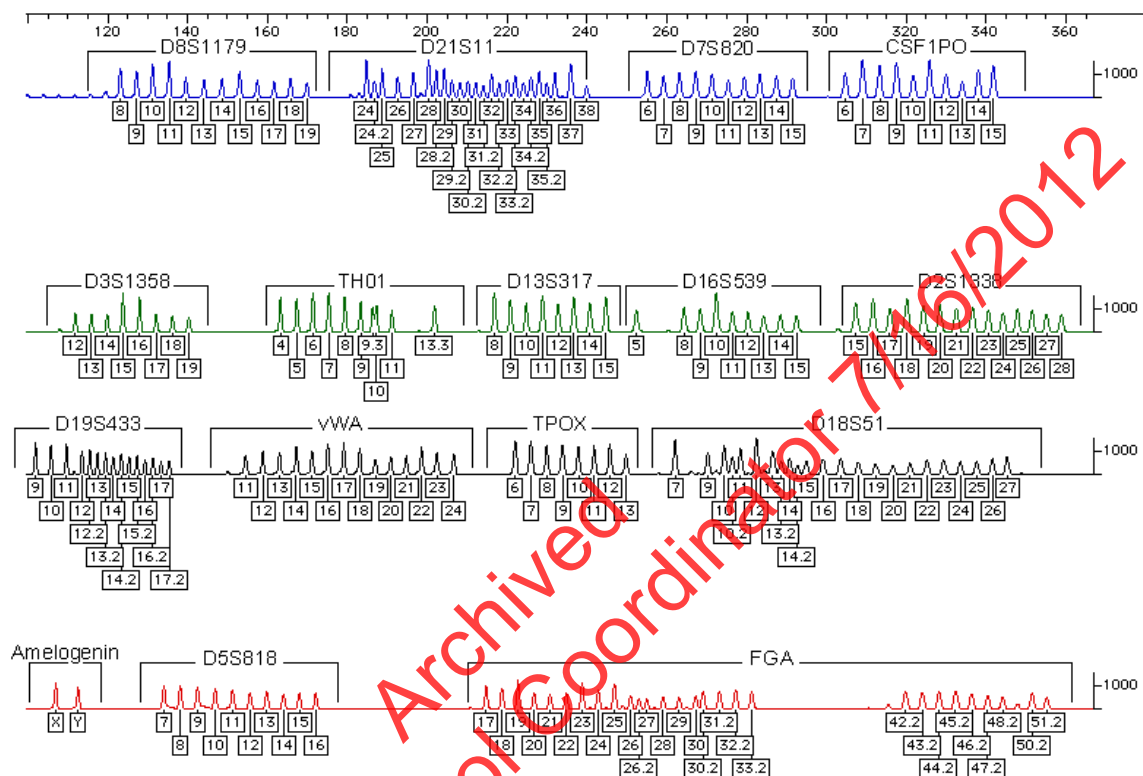 120 140 160 180 200 220 240 260 280 300 320 340 360
D8S1179 D21S11 D7S820 CSF1PO
1000
8 10 12 14 16 18 24 26 28 30 32 34 36 38 6 8 10 12 14 6 8 10 12 14
9 11 13 15 17 19 24.2 27 29 31 33 35 37 7 9 11 13 15 7 9 11 13 15
25 28.2 31.2 34.2
29.2 32.2 35.2
30.2 33.2
D3S1358 TH01 D13S317 D16S539 D2S1338
1000
12 14 16 18 4 6 8 9.3 13.3 8 10 12 14 5 8 10 12 14 15 17 19 21 23 25 27
13 15 17 19 5 7 9 11 9 11 13 15 9 11 13 15 16 18 20 22 24 26 28
10
D19S433 vWA TPOX D18S51
1000
9 11 13 15 17 11 13 15 17 19 21 23 6 8 10 12 7 9 11 13 15 17 19 21 23 25 27
10 12 14 16 12 14 16 18 20 22 24 7 9 11 13 10 12 14 16 18 20 22 24 26
12.2 15.2 10.2 13.2
13.2 16.2 14.2
14.2 17.2
Amelogenin D5S818 FGA
1000
X Y 7 9 11 13 15 17 19 21 23 25 27 29 31.2 42.2 45.2 48.2 51.2
8 10 12 14 16 18 20 22 24 26 28 30 32.2 43.2 46.2 50.2
26.2 30.2 33.2 44.2 47.2
Archived
ol Coordinator 7/16/2012